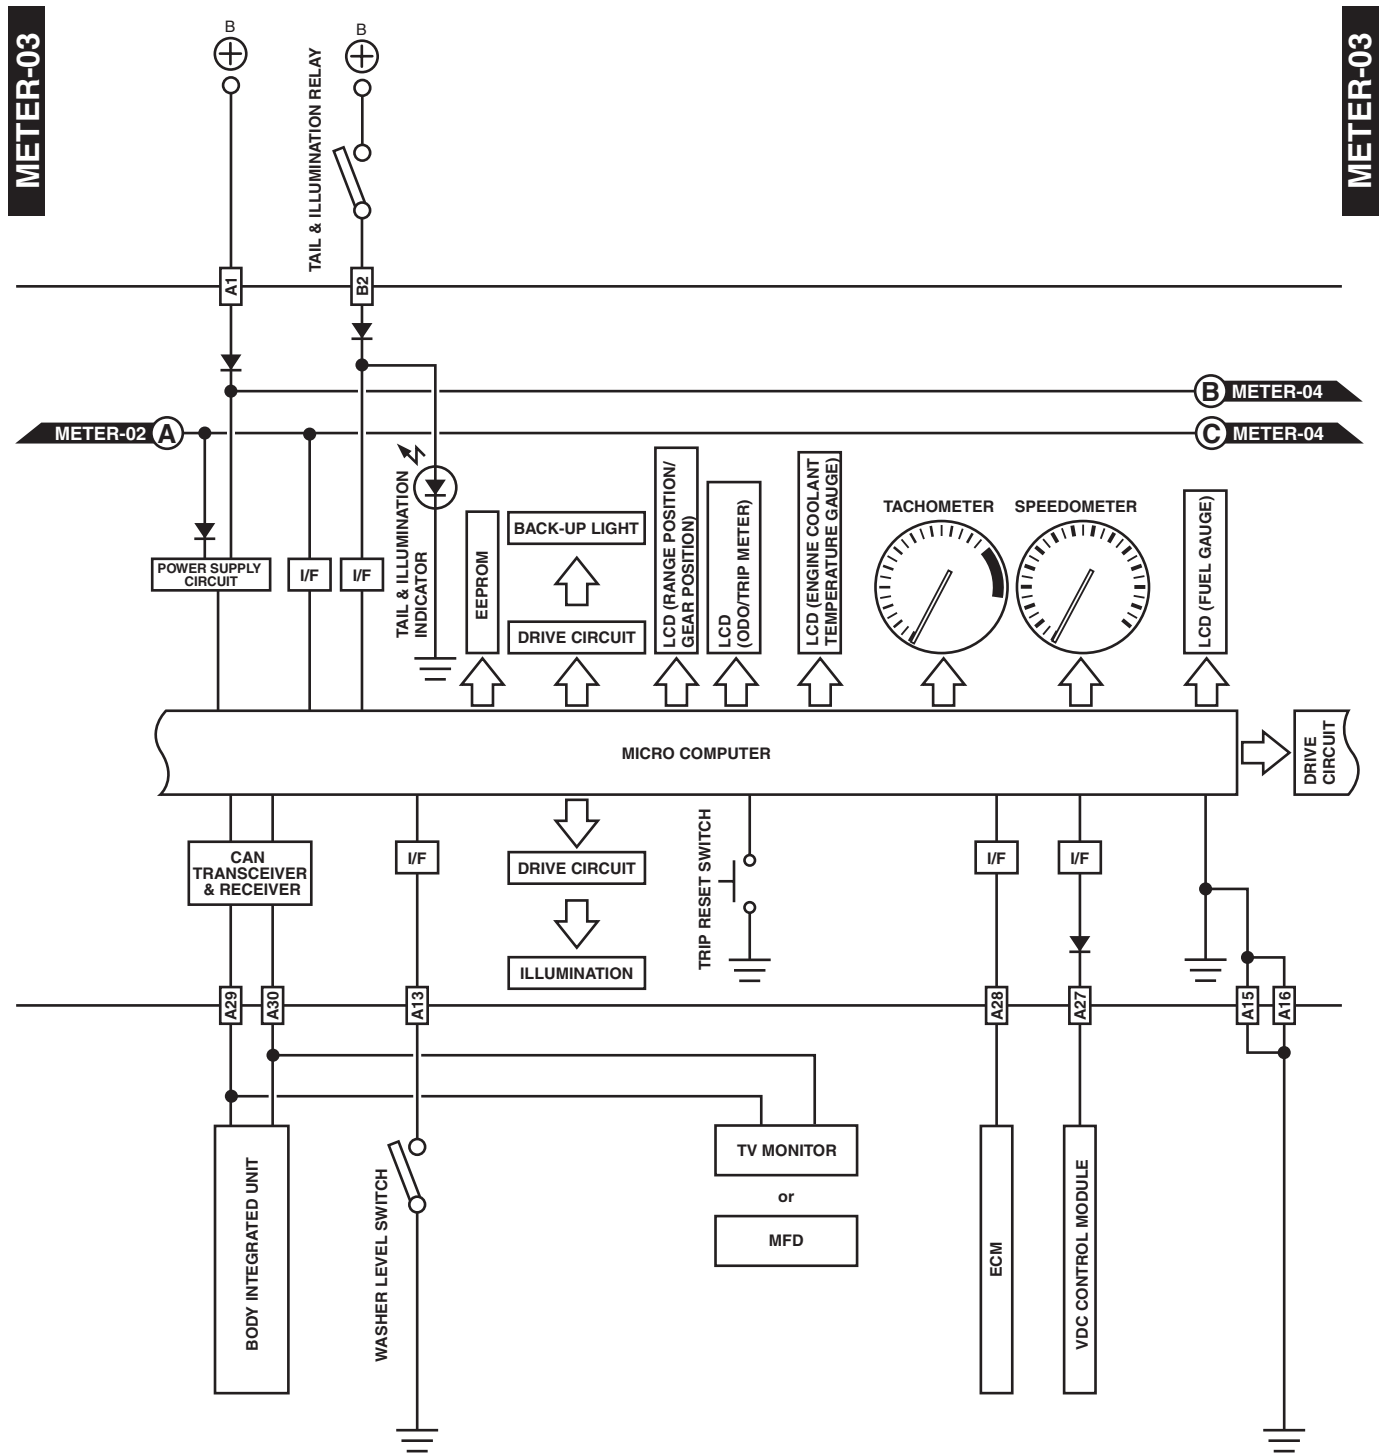 METER-03
METER-03
B
B
TAIL & ILLUMINATION RELAY
A1
B2
B METER-04
METER-02 A
C METER-04
TAIL & ILLUMINATION
INDICATOR
POWER SUPPLY
CIRCUIT
I/F
I/F
EEPROM
BACK-UP LIGHT
DRIVE CIRCUIT
LCD (RANGE POSITION/
GEAR POSITION)
LCD
(ODO/TRIP METER)
LCD (ENGINE COOLANT
TEMPERATURE GAUGE)
TACHOMETER
SPEEDOMETER
LCD (FUEL GAUGE)
MICRO COMPUTER
DRIVE
CIRCUIT
CAN
TRANSCEIVER
& RECEIVER
I/F
DRIVE CIRCUIT
ILLUMINATION
TRIP RESET SWITCH
I/F
I/F
A29
A30
A13
A28
A27
A15
A16
BODY INTEGRATED UNIT
WASHER LEVEL SWITCH
TV MONITOR
or
MFD
ECM
VDC CONTROL MODULE